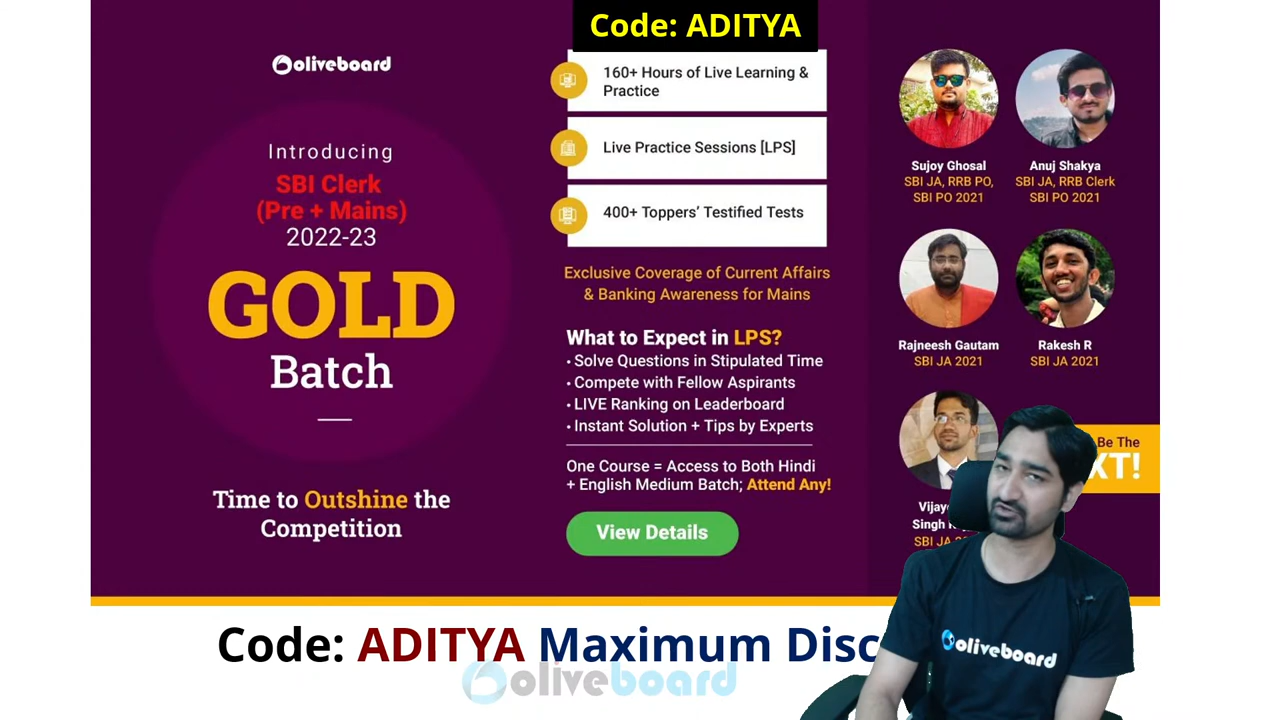 Code: ADITYA
oliveboard
Introducing
SBI Clerk
(Pre + Mains)
2022-23
GOLD
Batch
Time to Outshine the
Competition
160+ Hours of Live Learning &
Practice
Live Practice Sessions [LPS]
400+ Toppers’ Testified Tests
Exclusive Coverage of Current Affairs
& Banking Awareness for Mains
What to Expect in LPS?
• Solve Questions in Stipulated Time
• Compete with Fellow Aspirants
• LIVE Ranking on Leaderboard
• Instant Solution + Tips by Experts
One Course = Access to Both Hindi
+ English Medium Batch; Attend Any!
View Details
Sujoy Ghosal
SBI JA, RRB PO,
SBI PO 2021
Anuj Shakya
SBI JA, RRB Clerk
SBI PO 2021
Rajneesh Gautam
SBI JA 2021
Rakesh R
SBI JA 2021
Singh
SBI JA
Be The
Code: ADITYA Maximum
oliveboard
oliveboard